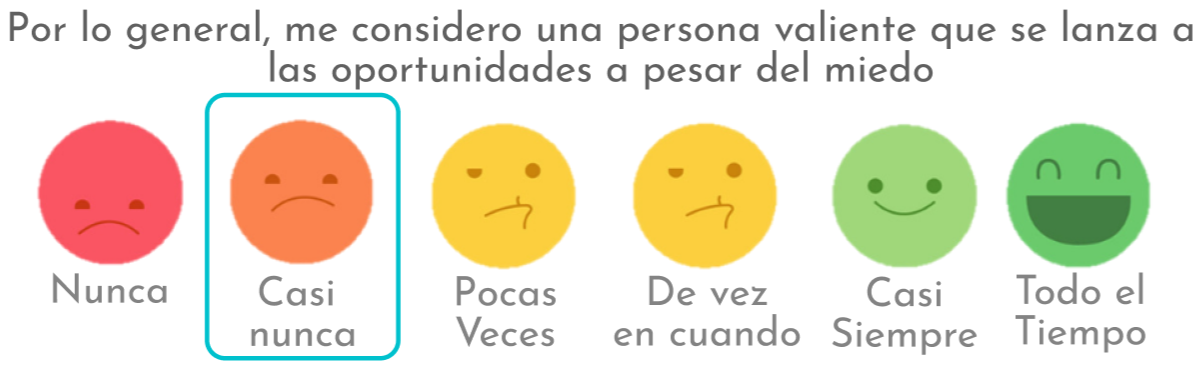 Por lo general, me considero una persona valiente que se lanza a
las oportunidades a pesar del miedo
Nunca
Casi
nunca
Pocas
Veces
De vez
en cuando
Casi
Siempre
Todo el
Tiempo